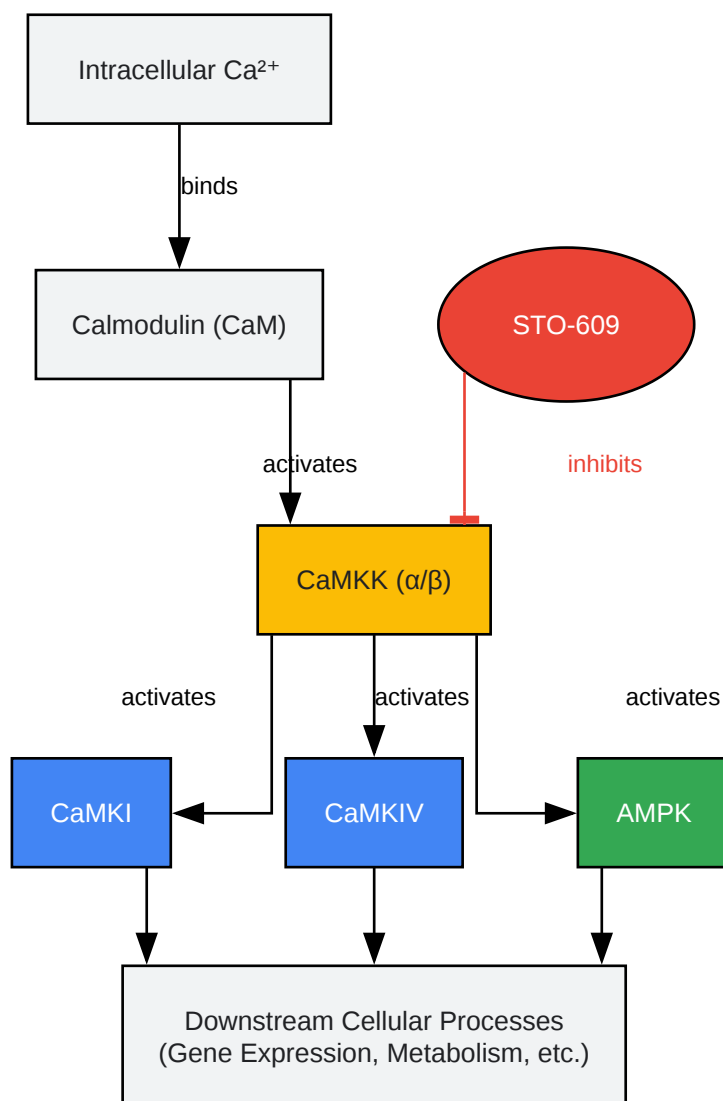 Intracellular Ca²⁺
binds
Calmodulin (CaM)
STO-609
activates
inhibits
CaMKK (α/β)
activates
activates
activates
CaMKI
CaMKIV
AMPK
Downstream Cellular Processes
(Gene Expression, Metabolism, etc.)